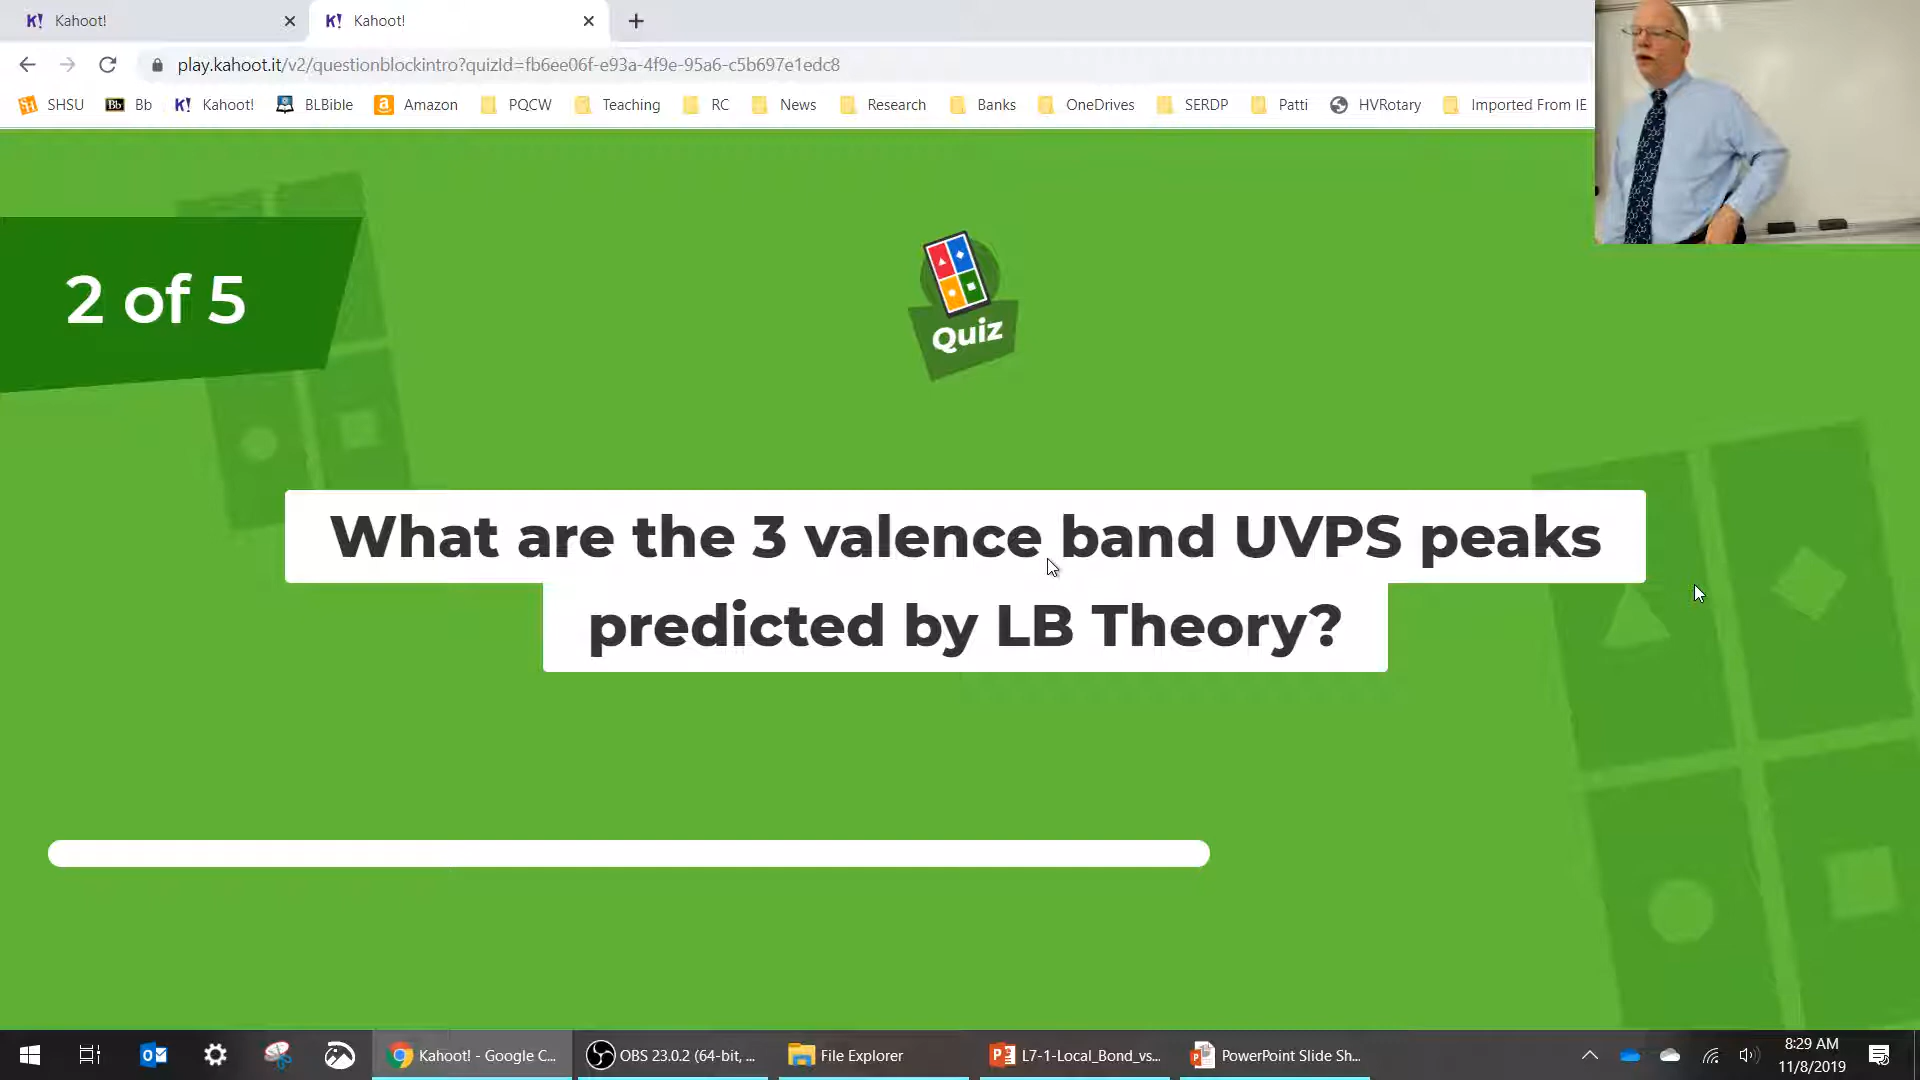 Kahoot!
Kahoot!
play.kahoot.it/v2/questionblockintro?quizId=fb6ee06f-e93a-4f9e-95a6-c5b697e1edc8
SHSU Bb Kahoot! BLBible Amazon PQCW Teaching RC News Research Banks OneDrives SERDP Patti HVRotary Imported From IE
2 of 5
Quiz
What are the 3 valence band UVPS peaks
predicted by LB Theory?
Kahoot! - Google C... OBS 23.0.2 (64-bit, ... File Explorer L7-1-Local_Bond_vs... PowerPoint Slide Sh...
8:29 AM
11/8/2019